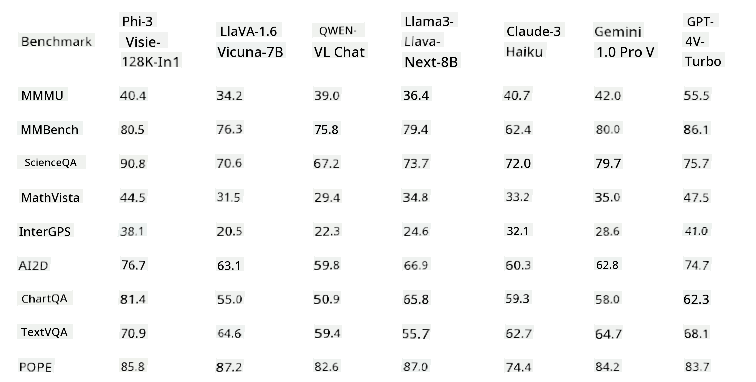 Benchmark Phi-3 Visie-128K-In1 LlaVA-1.6 Vicuna-7B QWEN-VL Chat Llama3-Llava-Next-8B Claude-3 Haiku Gemini 1.0 Pro V GPT-4V-Turbo
MMMU 40.4 34.2 39.0 36.4 40.7 42.0 55.5
MMBench 80.5 76.3 75.8 79.4 62.4 80.0 86.1
ScienceQA 90.8 70.6 67.2 73.7 72.0 79.7 75.7
MathVista 44.5 31.5 29.4 34.8 33.2 35.0 47.5
InterGPS 38.1 20.5 22.3 24.6 32.1 28.6 41.0
AI2D 76.7 63.1 59.8 66.9 60.3 62.8 74.7
ChartQA 81.4 55.0 50.9 65.8 59.3 58.0 62.3
TextVQA 70.9 64.6 59.4 55.7 62.7 64.7 68.1
POPE 85.8 87.2 82.6 87.0 74.4 84.2 83.7